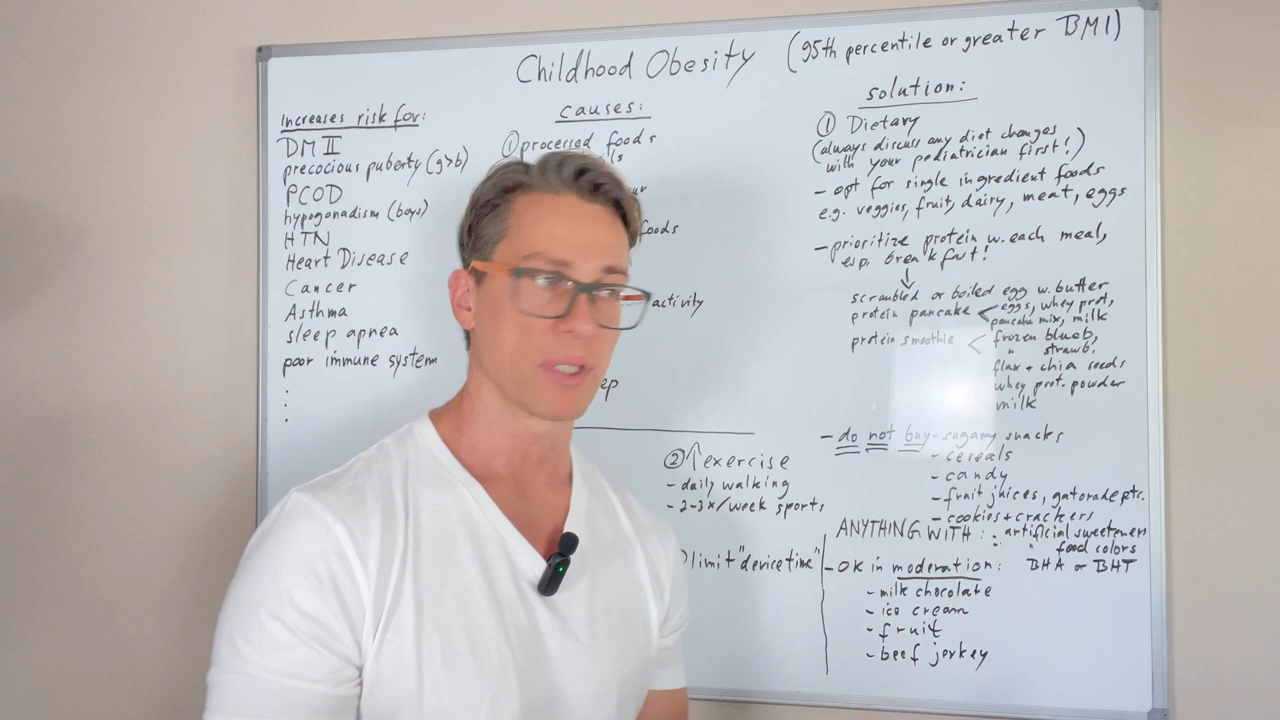 Childhood Obesity (95th percentile or greater BMI)
Increases risk for:
DM II
precocious puberty (g>b)
PCOD
hypogonadism (boys)
HTN
Heart Disease
Cancer
Asthma
sleep apnea
poor immune system
causes:
① processed foods
foods
activity
② ↑ exercise
- daily walking
- 2-3x/week sports
limit "device time"
solution:
① Dietary
(always discuss any diet changes
with your pediatrician first!)
- opt for single ingredient foods
e.g. veggies, fruit, dairy, meat, eggs
- prioritize protein w. each meal,
esp. breakfast!
↓
scrambled or boiled egg w. butter
protein pancake < eggs, whey prot,
pancake mix, milk
protein smoothie < frozen blueb,
" strawb.
flax + chia seeds
whey prot. powder
milk
- do not buy - sugary snacks
- cereals
- candy
- fruit juices, gatorade etc.
- cookies + crackers
ANYTHING WITH: artificial sweeteners
" food colors
BHA or BHT
- OK in moderation:
- milk chocolate
- ice cream
- fruit
- beef jerky